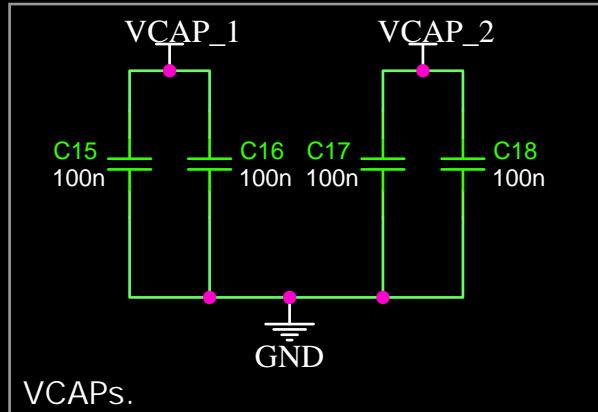 VCAP_1 VCAP_2
C15 C16 C17 C18
100n 100n 100n 100n
GND
VCAPs.